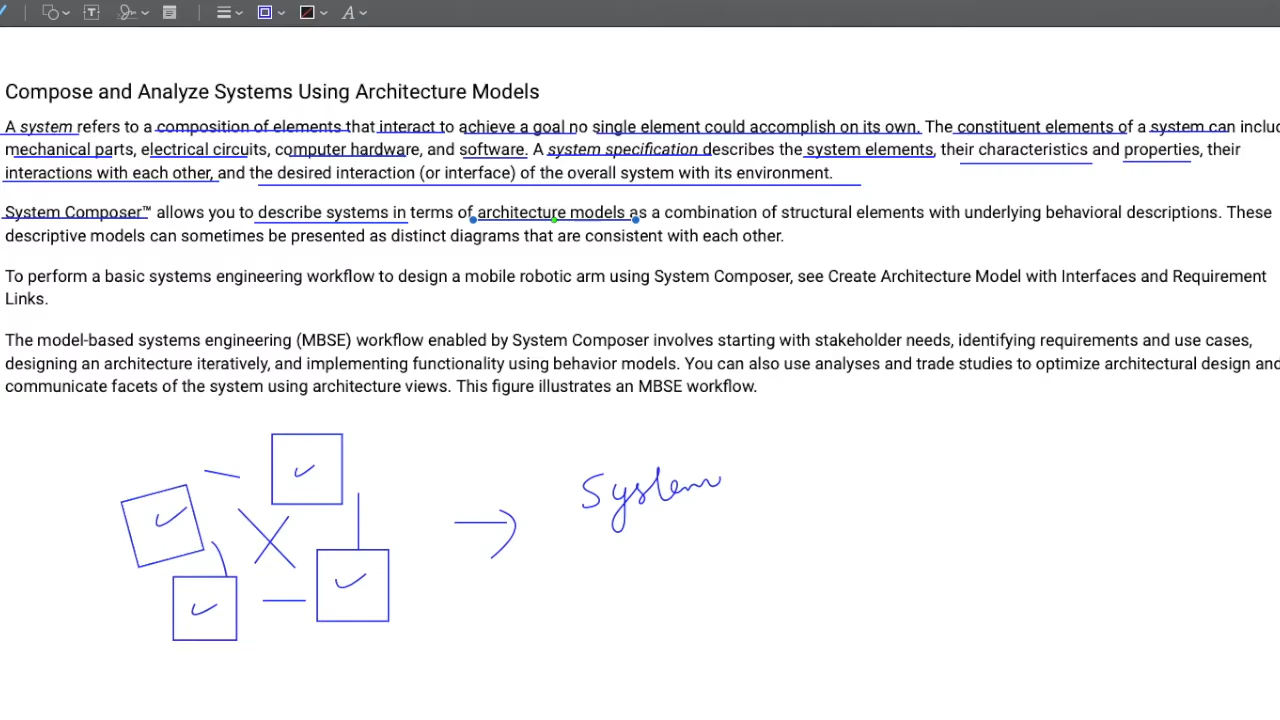 Compose and Analyze Systems Using Architecture Models
A system refers to a composition of elements that interact to achieve a goal no single element could accomplish on its own. The constituent elements of a system can includ
mechanical parts, electrical circuits, computer hardware, and software. A system specification describes the system elements, their characteristics and properties, their
interactions with each other, and the desired interaction (or interface) of the overall system with its environment.
System Composer™ allows you to describe systems in terms of architecture models as a combination of structural elements with underlying behavioral descriptions. These
descriptive models can sometimes be presented as distinct diagrams that are consistent with each other.
To perform a basic systems engineering workflow to design a mobile robotic arm using System Composer, see Create Architecture Model with Interfaces and Requirement
Links.
The model-based systems engineering (MBSE) workflow enabled by System Composer involves starting with stakeholder needs, identifying requirements and use cases,
designing an architecture iteratively, and implementing functionality using behavior models. You can also use analyses and trade studies to optimize architectural design and
communicate facets of the system using architecture views. This figure illustrates an MBSE workflow.
System